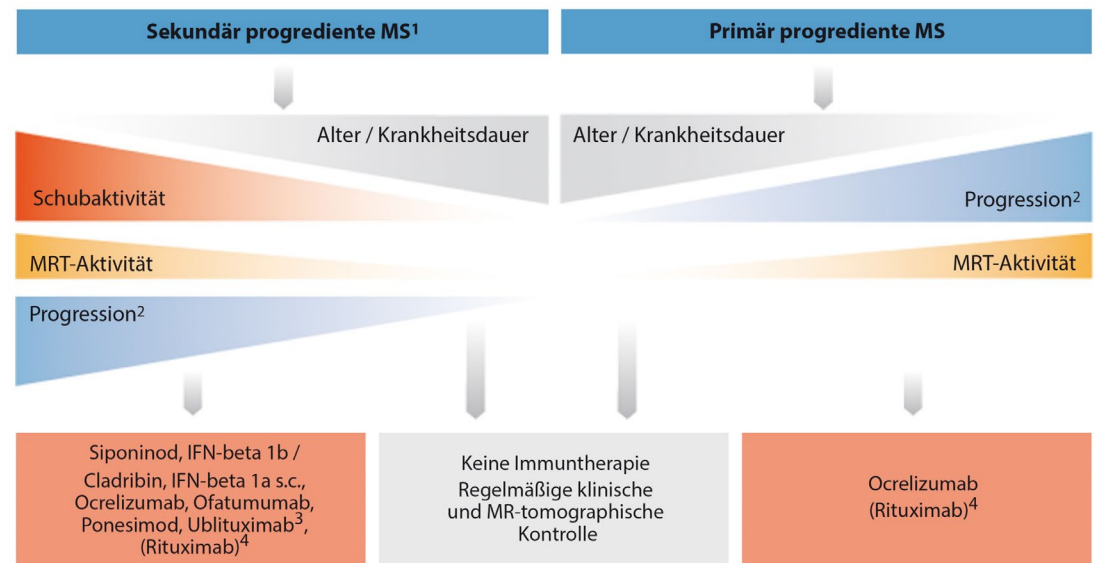 Sekundär progrediente MS¹
Primär progrediente MS
Alter / Krankheitsdauer
Alter / Krankheitsdauer
Schubaktivität
Progression²
MRT-Aktivität
MRT-Aktivität
Progression²
Siponinod, IFN-beta 1b /
Cladribin, IFN-beta 1a s.c.,
Ocrelizumab, Ofatumumab,
Ponesimod, Ublituximab³,
(Rituximab)⁴
Keine Immuntherapie
Regelmäßige klinische
und MR-tomographische
Kontrolle
Ocrelizumab
(Rituximab)⁴